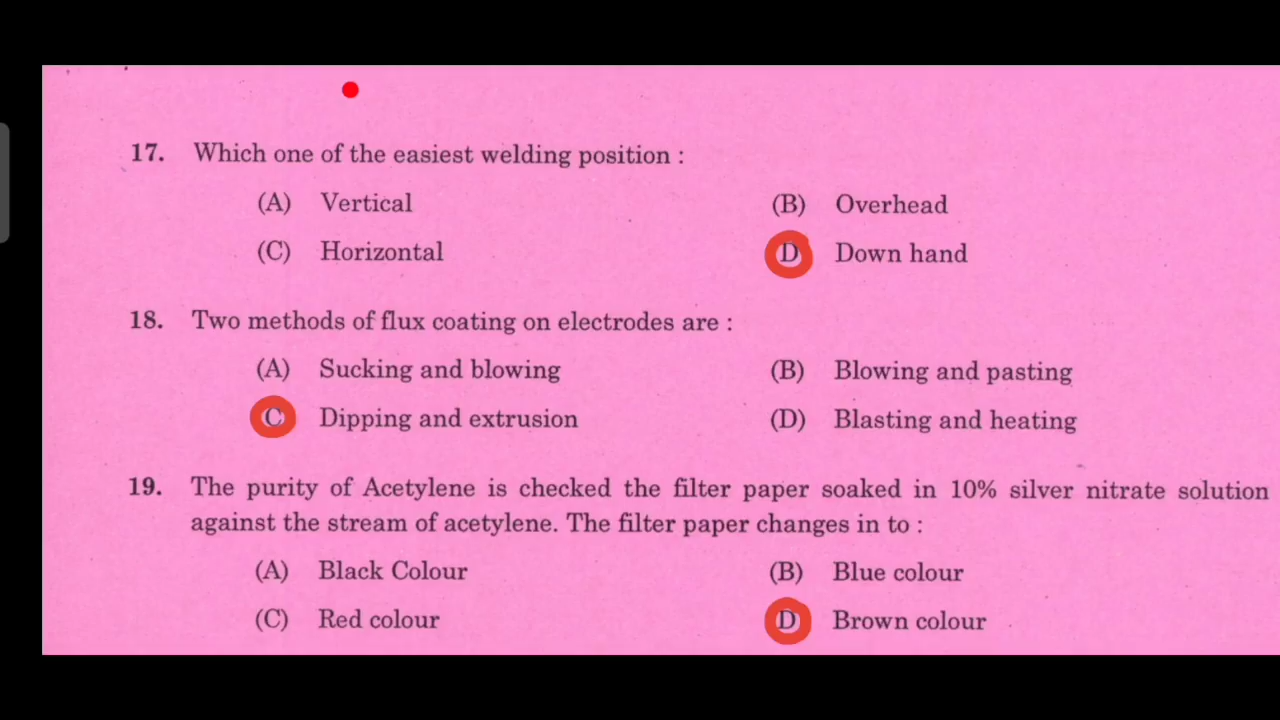 17. Which one of the easiest welding position :
(A) Vertical (B) Overhead
(C) Horizontal (D) Down hand
18. Two methods of flux coating on electrodes are :
(A) Sucking and blowing (B) Blowing and pasting
(C) Dipping and extrusion (D) Blasting and heating
19. The purity of Acetylene is checked the filter paper soaked in 10% silver nitrate solution
against the stream of acetylene. The filter paper changes in to :
(A) Black Colour (B) Blue colour
(C) Red colour (D) Brown colour